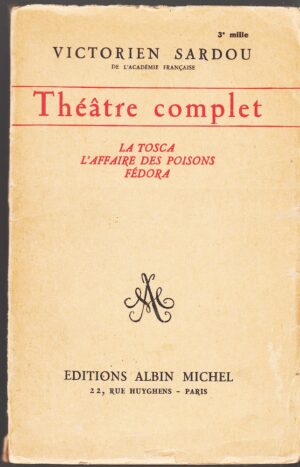 3e mille
VICTORIEN SARDOU
DE L'ACADÉMIE FRANÇAISE
Théâtre complet
LA TOSCA
L'AFFAIRE DES POISONS
FÉDORA
AM
EDITIONS ALBIN MICHEL
22, RUE HUYGHENS - PARIS